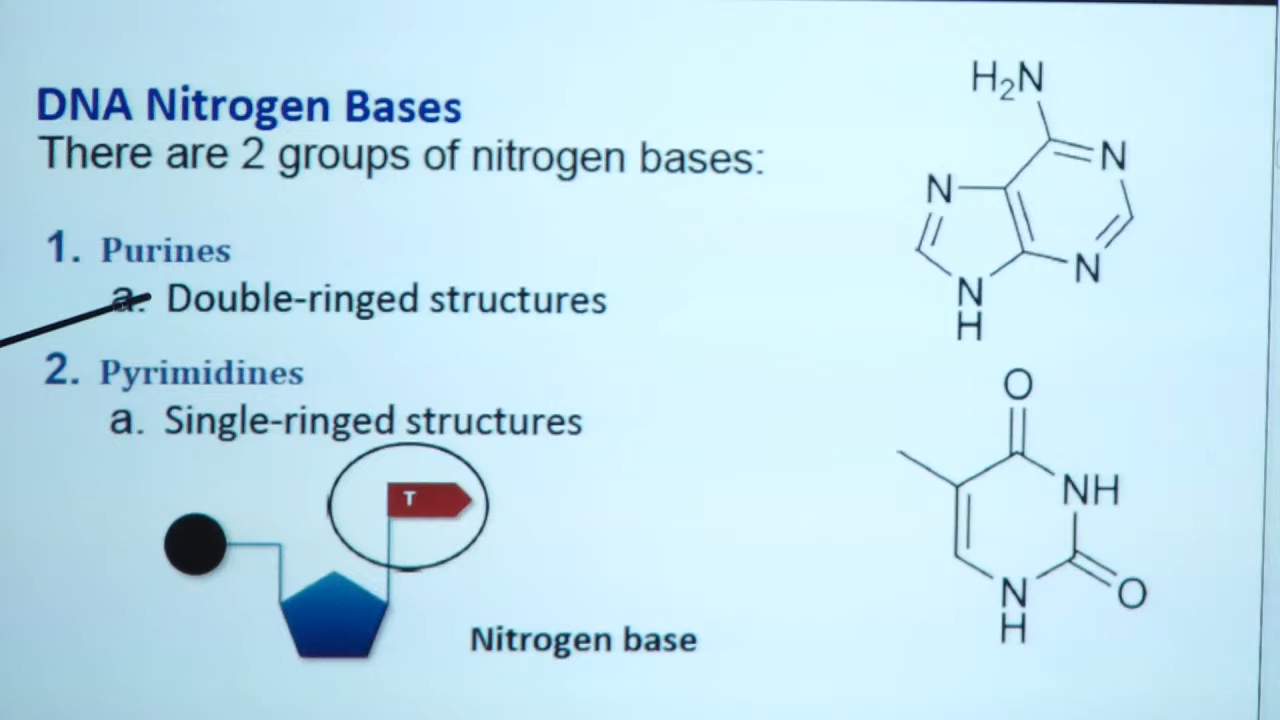 DNA Nitrogen Bases
There are 2 groups of nitrogen bases:
1. Purines
a. Double-ringed structures
2. Pyrimidines
a. Single-ringed structures
T
Nitrogen base
H₂N
N
N
N
N
H
O
NH
O
N
H